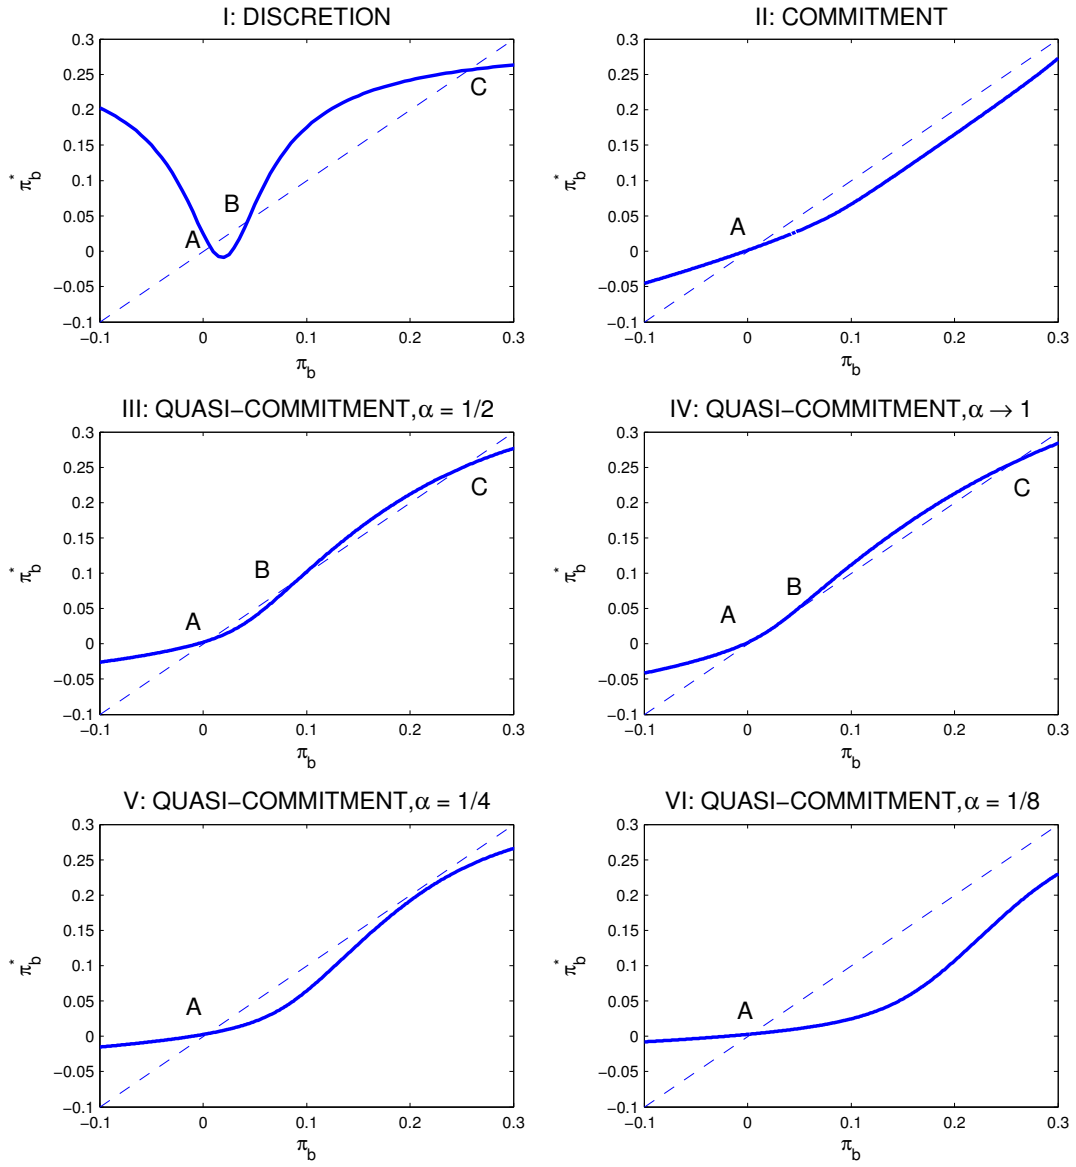 I: DISCRETION
0.3
0.25
0.2
0.15
0.1
0.05
0
−0.05
−0.1
π*b
A
B
C
−0.1 0 0.1 0.2 0.3
πb
II: COMMITMENT
0.3
0.25
0.2
0.15
0.1
0.05
0
−0.05
−0.1
π*b
A
−0.1 0 0.1 0.2 0.3
πb
III: QUASI−COMMITMENT,α = 1/2
0.3
0.25
0.2
0.15
0.1
0.05
0
−0.05
−0.1
π*b
A
B
C
−0.1 0 0.1 0.2 0.3
πb
IV: QUASI−COMMITMENT,α → 1
0.3
0.25
0.2
0.15
0.1
0.05
0
−0.05
−0.1
π*b
A
B
C
−0.1 0 0.1 0.2 0.3
πb
V: QUASI−COMMITMENT,α = 1/4
0.3
0.25
0.2
0.15
0.1
0.05
0
−0.05
−0.1
π*b
A
−0.1 0 0.1 0.2 0.3
πb
VI: QUASI−COMMITMENT,α = 1/8
0.3
0.25
0.2
0.15
0.1
0.05
0
−0.05
−0.1
π*b
A
−0.1 0 0.1 0.2 0.3
πb